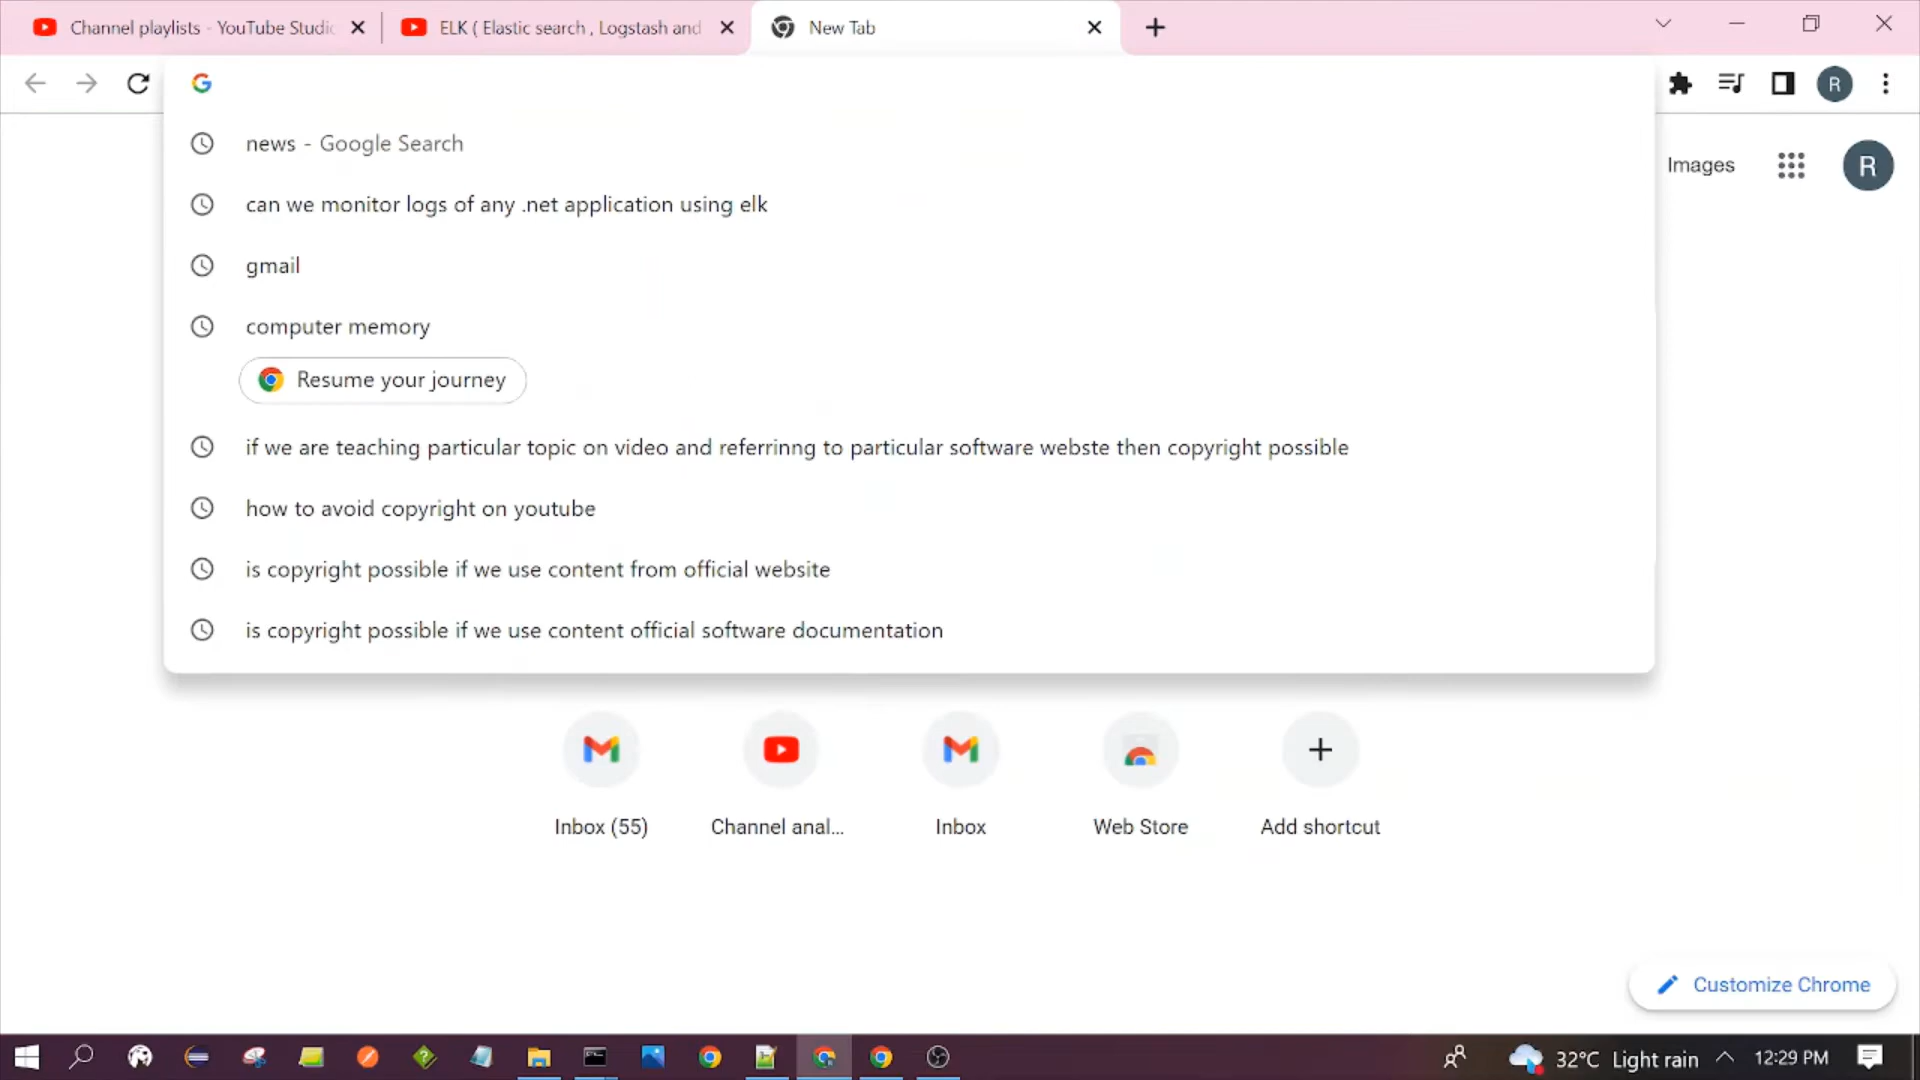 Channel playlists - YouTube Studio
ELK ( Elastic search , Logstash and
New Tab
R
news - Google Search
Images
R
can we monitor logs of any .net application using elk
gmail
computer memory
Resume your journey
if we are teaching particular topic on video and referrinng to particular software webste then copyright possible
how to avoid copyright on youtube
is copyright possible if we use content from official website
is copyright possible if we use content official software documentation
Inbox (55)
Channel anal...
Inbox
Web Store
Add shortcut
Customize Chrome
32°C Light rain
12:29 PM